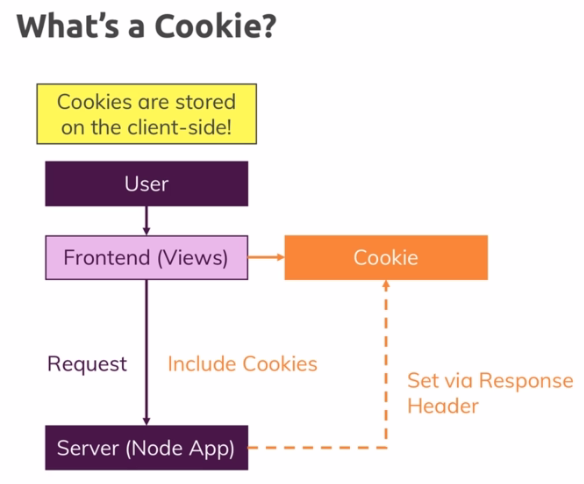 What's a Cookie?
Cookies are stored
on the client-side!
User
Frontend (Views)
Cookie
Request
Include Cookies
Set via Response
Header
Server (Node App)